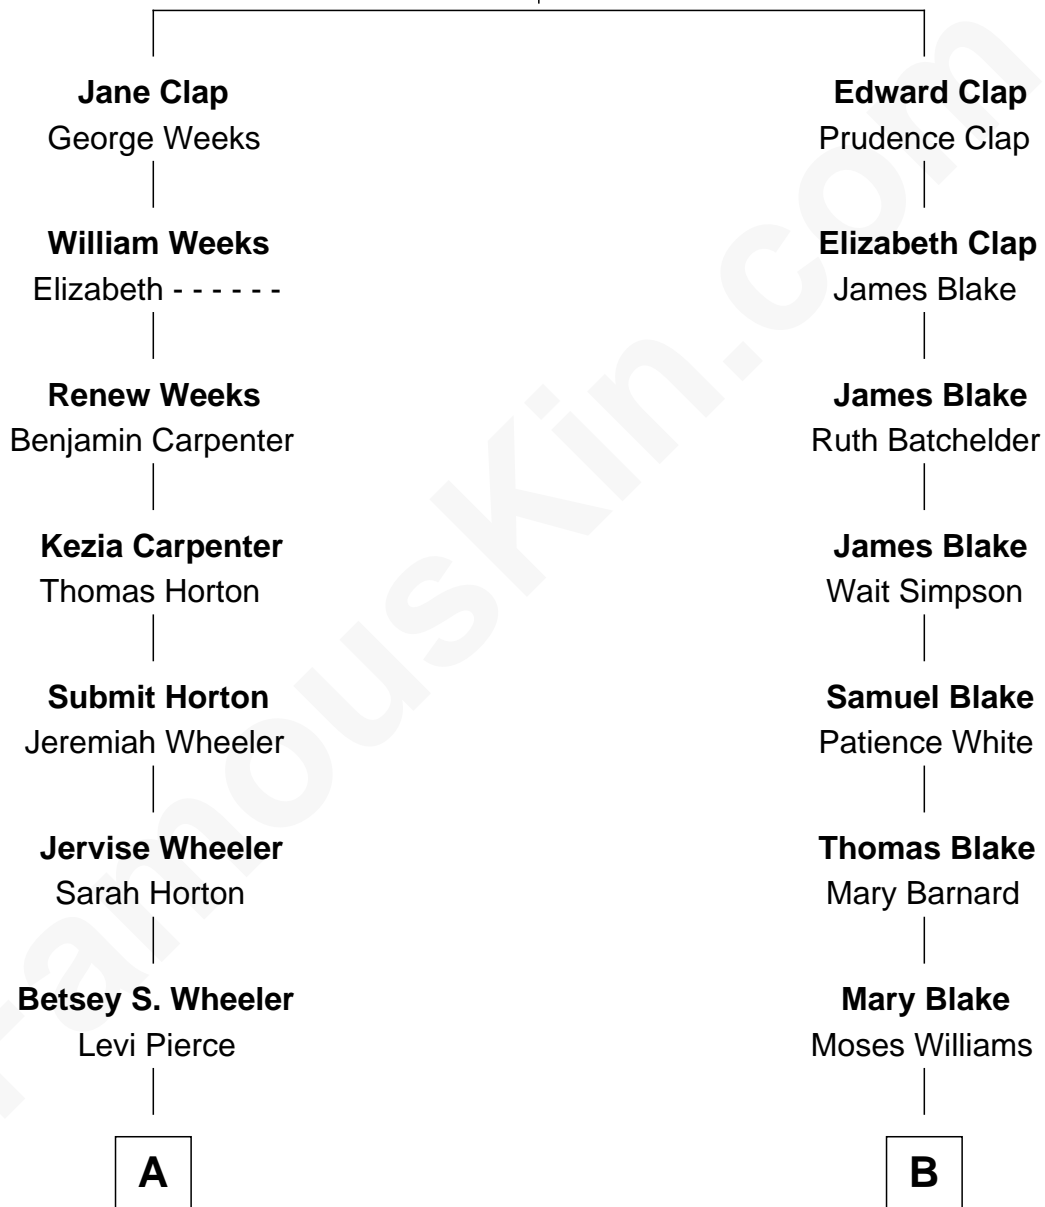 Jane Clap
George Weeks
William Weeks
Elizabeth - - - - - -
Renew Weeks
Benjamin Carpenter
Kezia Carpenter
Thomas Horton
Submit Horton
Jeremiah Wheeler
Jervise Wheeler
Sarah Horton
Betsey S. Wheeler
Levi Pierce
A
Edward Clap
Prudence Clap
Elizabeth Clap
James Blake
James Blake
Ruth Batchelder
James Blake
Wait Simpson
Samuel Blake
Patience White
Thomas Blake
Mary Barnard
Mary Blake
Moses Williams
B
FamousKin.com